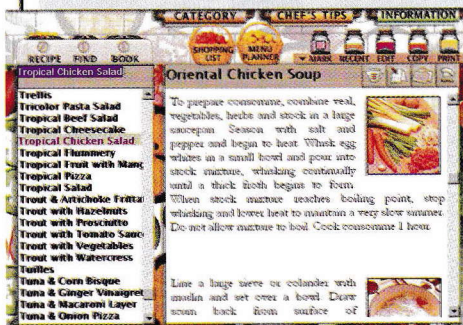 CATEGORY
CHEF'S TIPS
INFORMATION
RECIPE
FIND
BOOK
SHOPPING
LIST
MENU
PLANNER
MARK
RECENT
EDIT
COPY
PRINT
Tropical Chicken Salad
Oriental Chicken Soup
Trellis
Tricolor Pasta Salad
Tropical Beef Salad
Tropical Cheesecake
Tropical Chicken Salad
Tropical Flummery
Tropical Fruit with Mang
Tropical Pizza
Tropical Salad
Trout & Artichoke Fritta
Trout with Hazelnuts
Trout with Prosciutto
Trout with Tomato Sauc
Trout with Vegetables
Trout with Watercress
Tuilles
Tuna & Corn Bisque
Tuna & Ginger Vinaigret
Tuna & Macaroni Layer
Tuna & Onion Pizza
To prepare consomme, combine veal,
vegetables, herbs and stock in a large
saucepan. Season with salt and
pepper and begin to heat. Whisk egg
whites in a small bowl and pour into
stock mixture, whisking continually
until a thick froth begins to form.
When stock mixture reaches boiling point, stop
whisking and lower heat to maintain a very slow simmer.
Do not allow mixture to boil. Cook consomme 1 hour.
Line a large sieve or colander with
muslin and set over a bowl. Draw
scum back from surface of